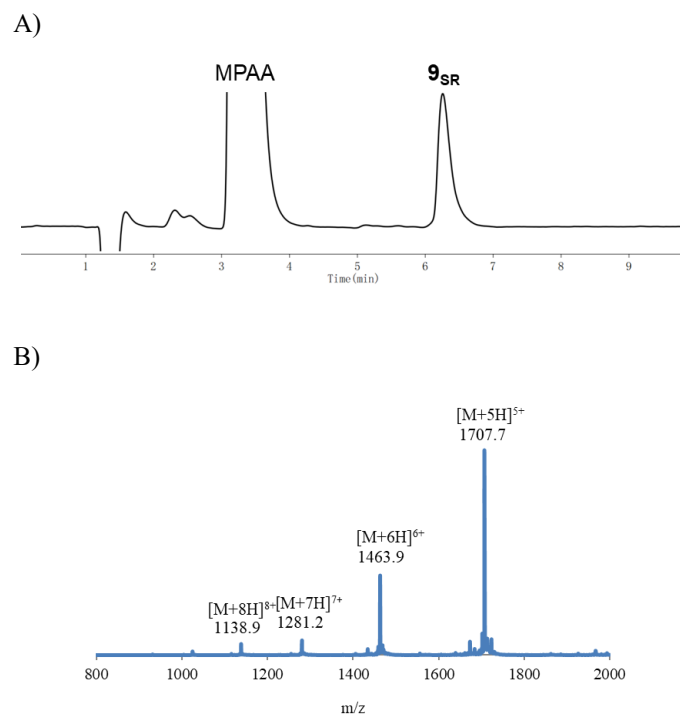 A)
MPAA 9SR
1 2 3 4 5 6 7 8 9
Time(min)
B)
[M+5H]5+
1707.7
[M+6H]6+
1463.9
[M+8H]8+ [M+7H]7+
1138.9 1281.2
800 1000 1200 1400 1600 1800 2000
m/z